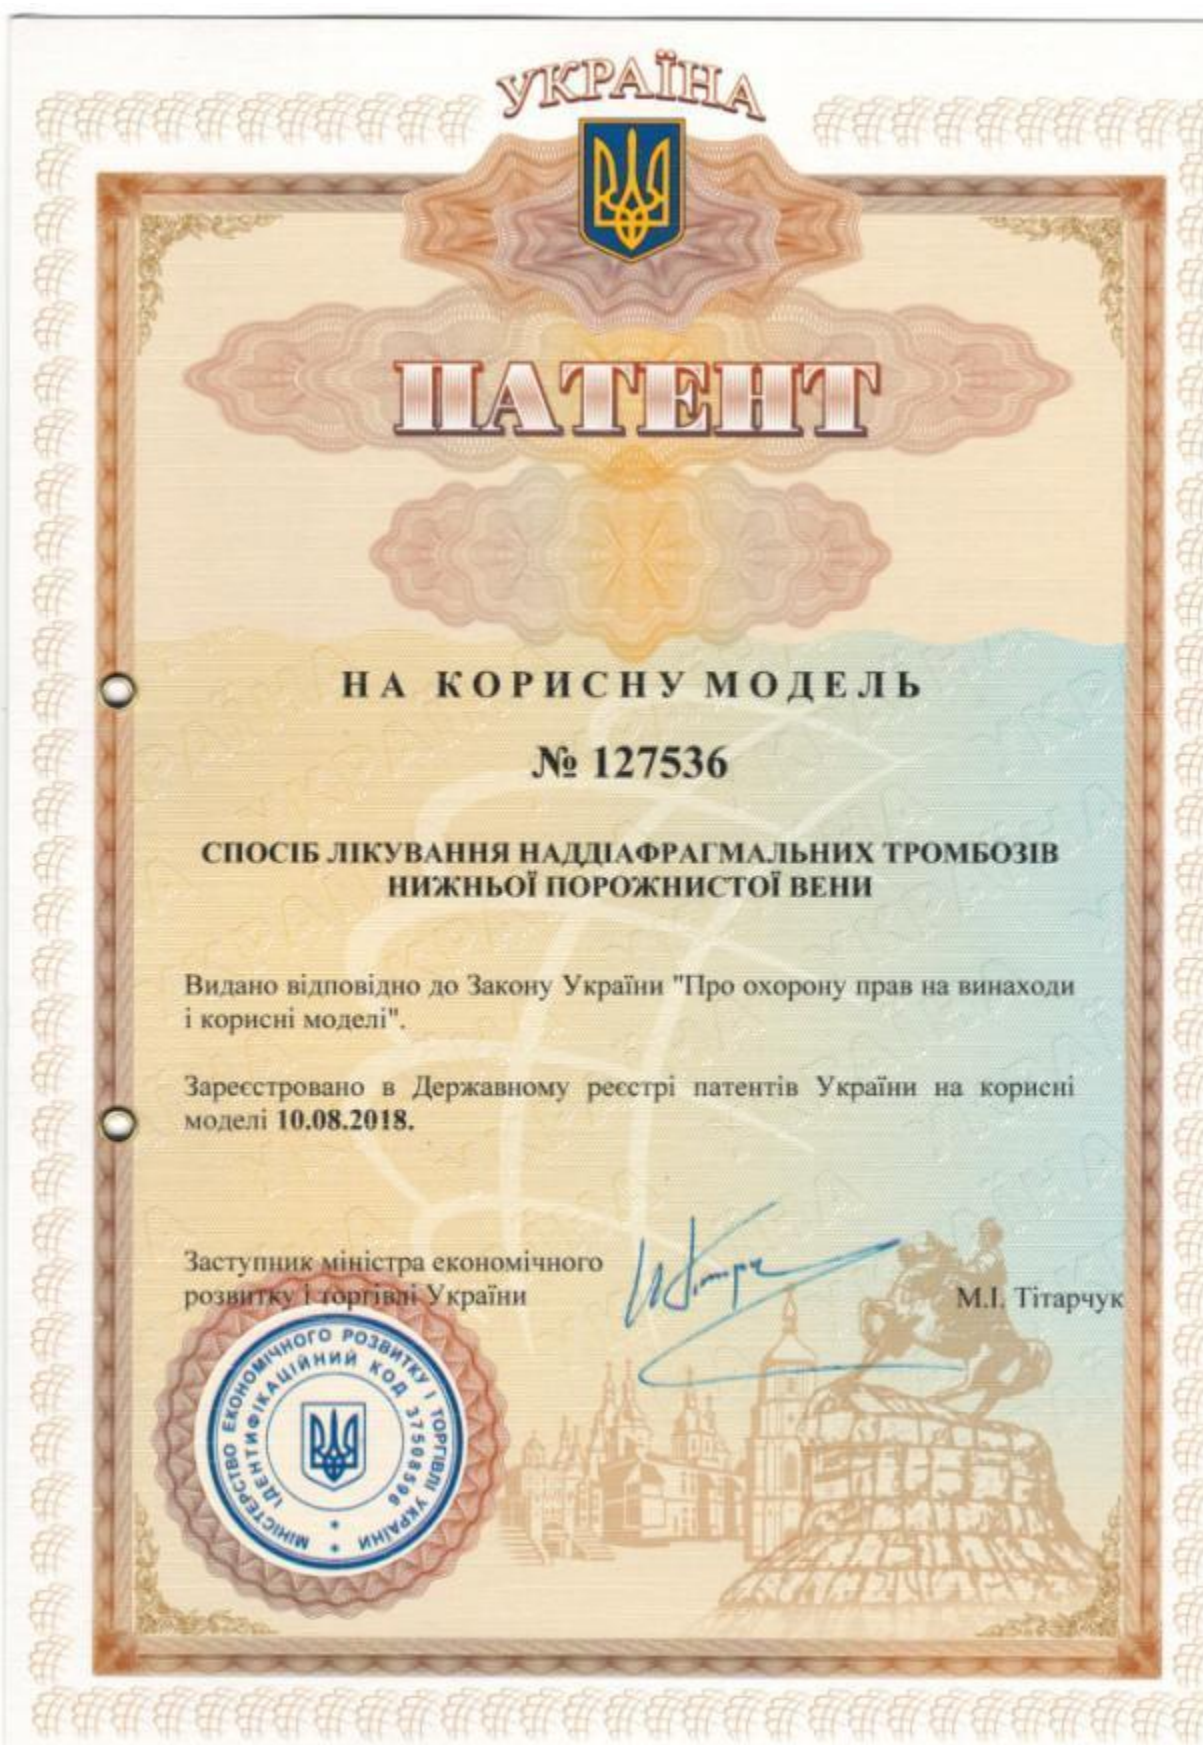 УКРАЇНА
ПАТЕНТ
НА КОРИСНУ МОДЕЛЬ
№ 127536
СПОСІБ ЛІКУВАННЯ НАДДІАФРАГМАЛЬНИХ ТРОМБОЗІВ
НИЖНЬОЇ ПОРОЖНИСТОЇ ВЕНИ
Видано відповідно до Закону України "Про охорону прав на винаходи
і корисні моделі".
Зареєстровано в Державному реєстрі патентів України на корисні
моделі 10.08.2018.
Заступник міністра економічного
розвитку і торгівлі України
М.І. Тітарчук
МІНІСТЕРСТВО ЕКОНОМІЧНОГО РОЗВИТКУ І ТОРГІВЛІ УКРАЇНИ
ІДЕНТИФІКАЦІЙНИЙ КОД 37508596